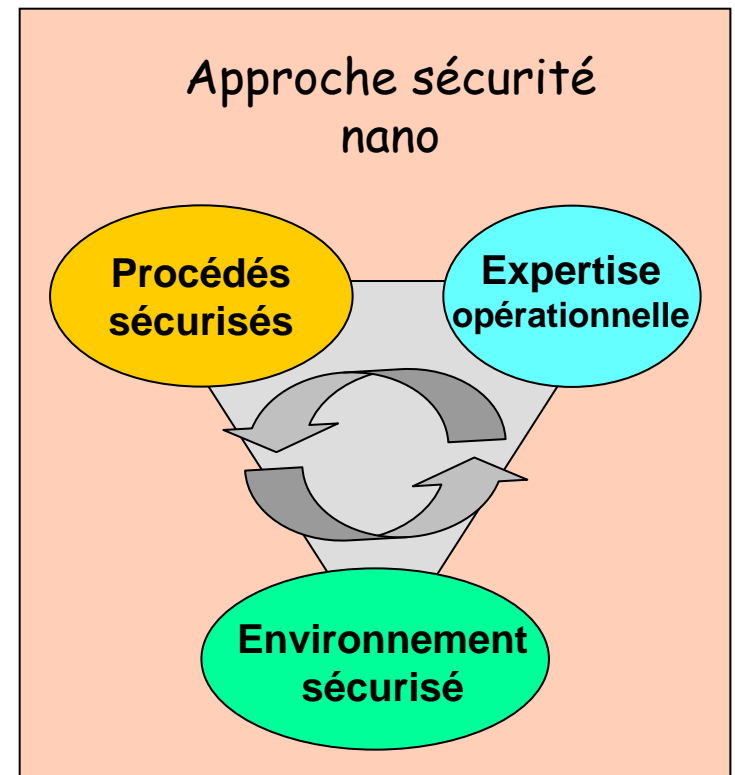 Approche sécurité
nano
Procédés
sécurisés
Expertise
opérationnelle
Environnement
sécurisé